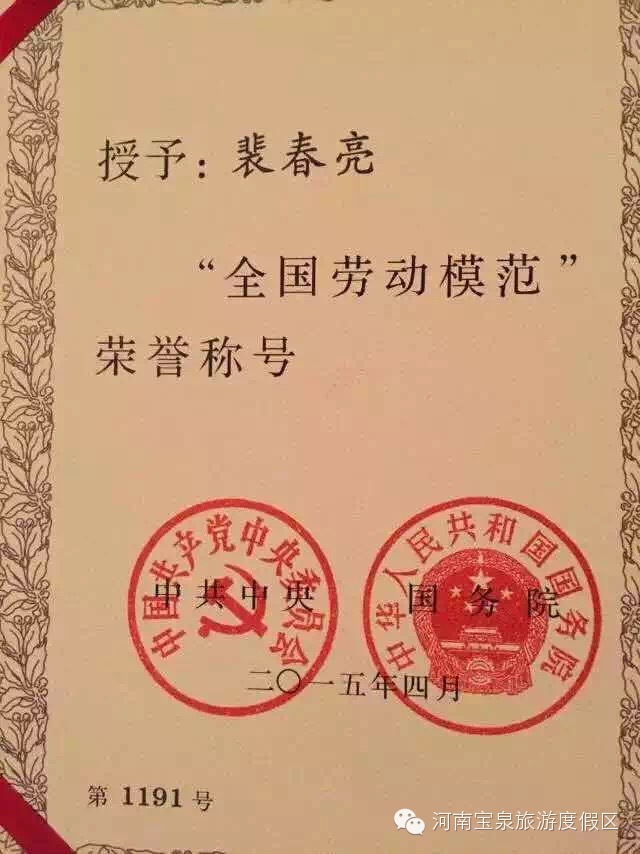 授予：裴春亮
“全国劳动模范”
荣誉称号
中国共产党中央委员会
中华人民共和国国务院
中共中央 国务院
二〇一五年四月
第 1191 号
河南宝泉旅游度假区